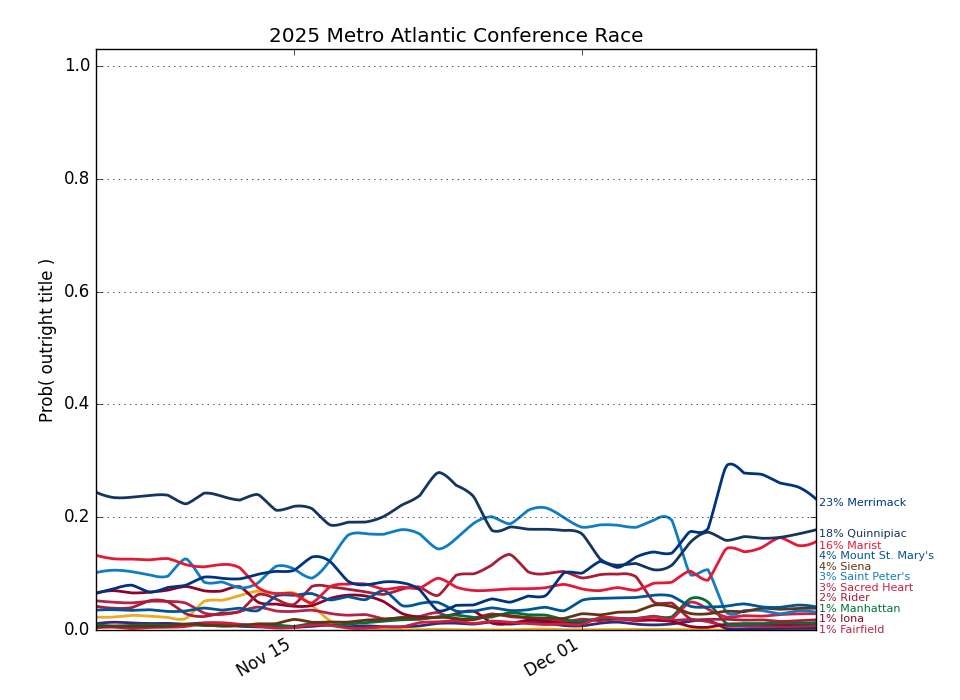 2025 Metro Atlantic Conference Race
Prob( outright title )
1.0
0.8
0.6
0.4
0.2
0.0
Nov 15
Dec 01
23% Merrimack
18% Quinnipiac
16% Marist
4% Mount St. Mary's
4% Siena
3% Saint Peter's
3% Sacred Heart
2% Rider
1% Manhattan
1% Iona
1% Fairfield